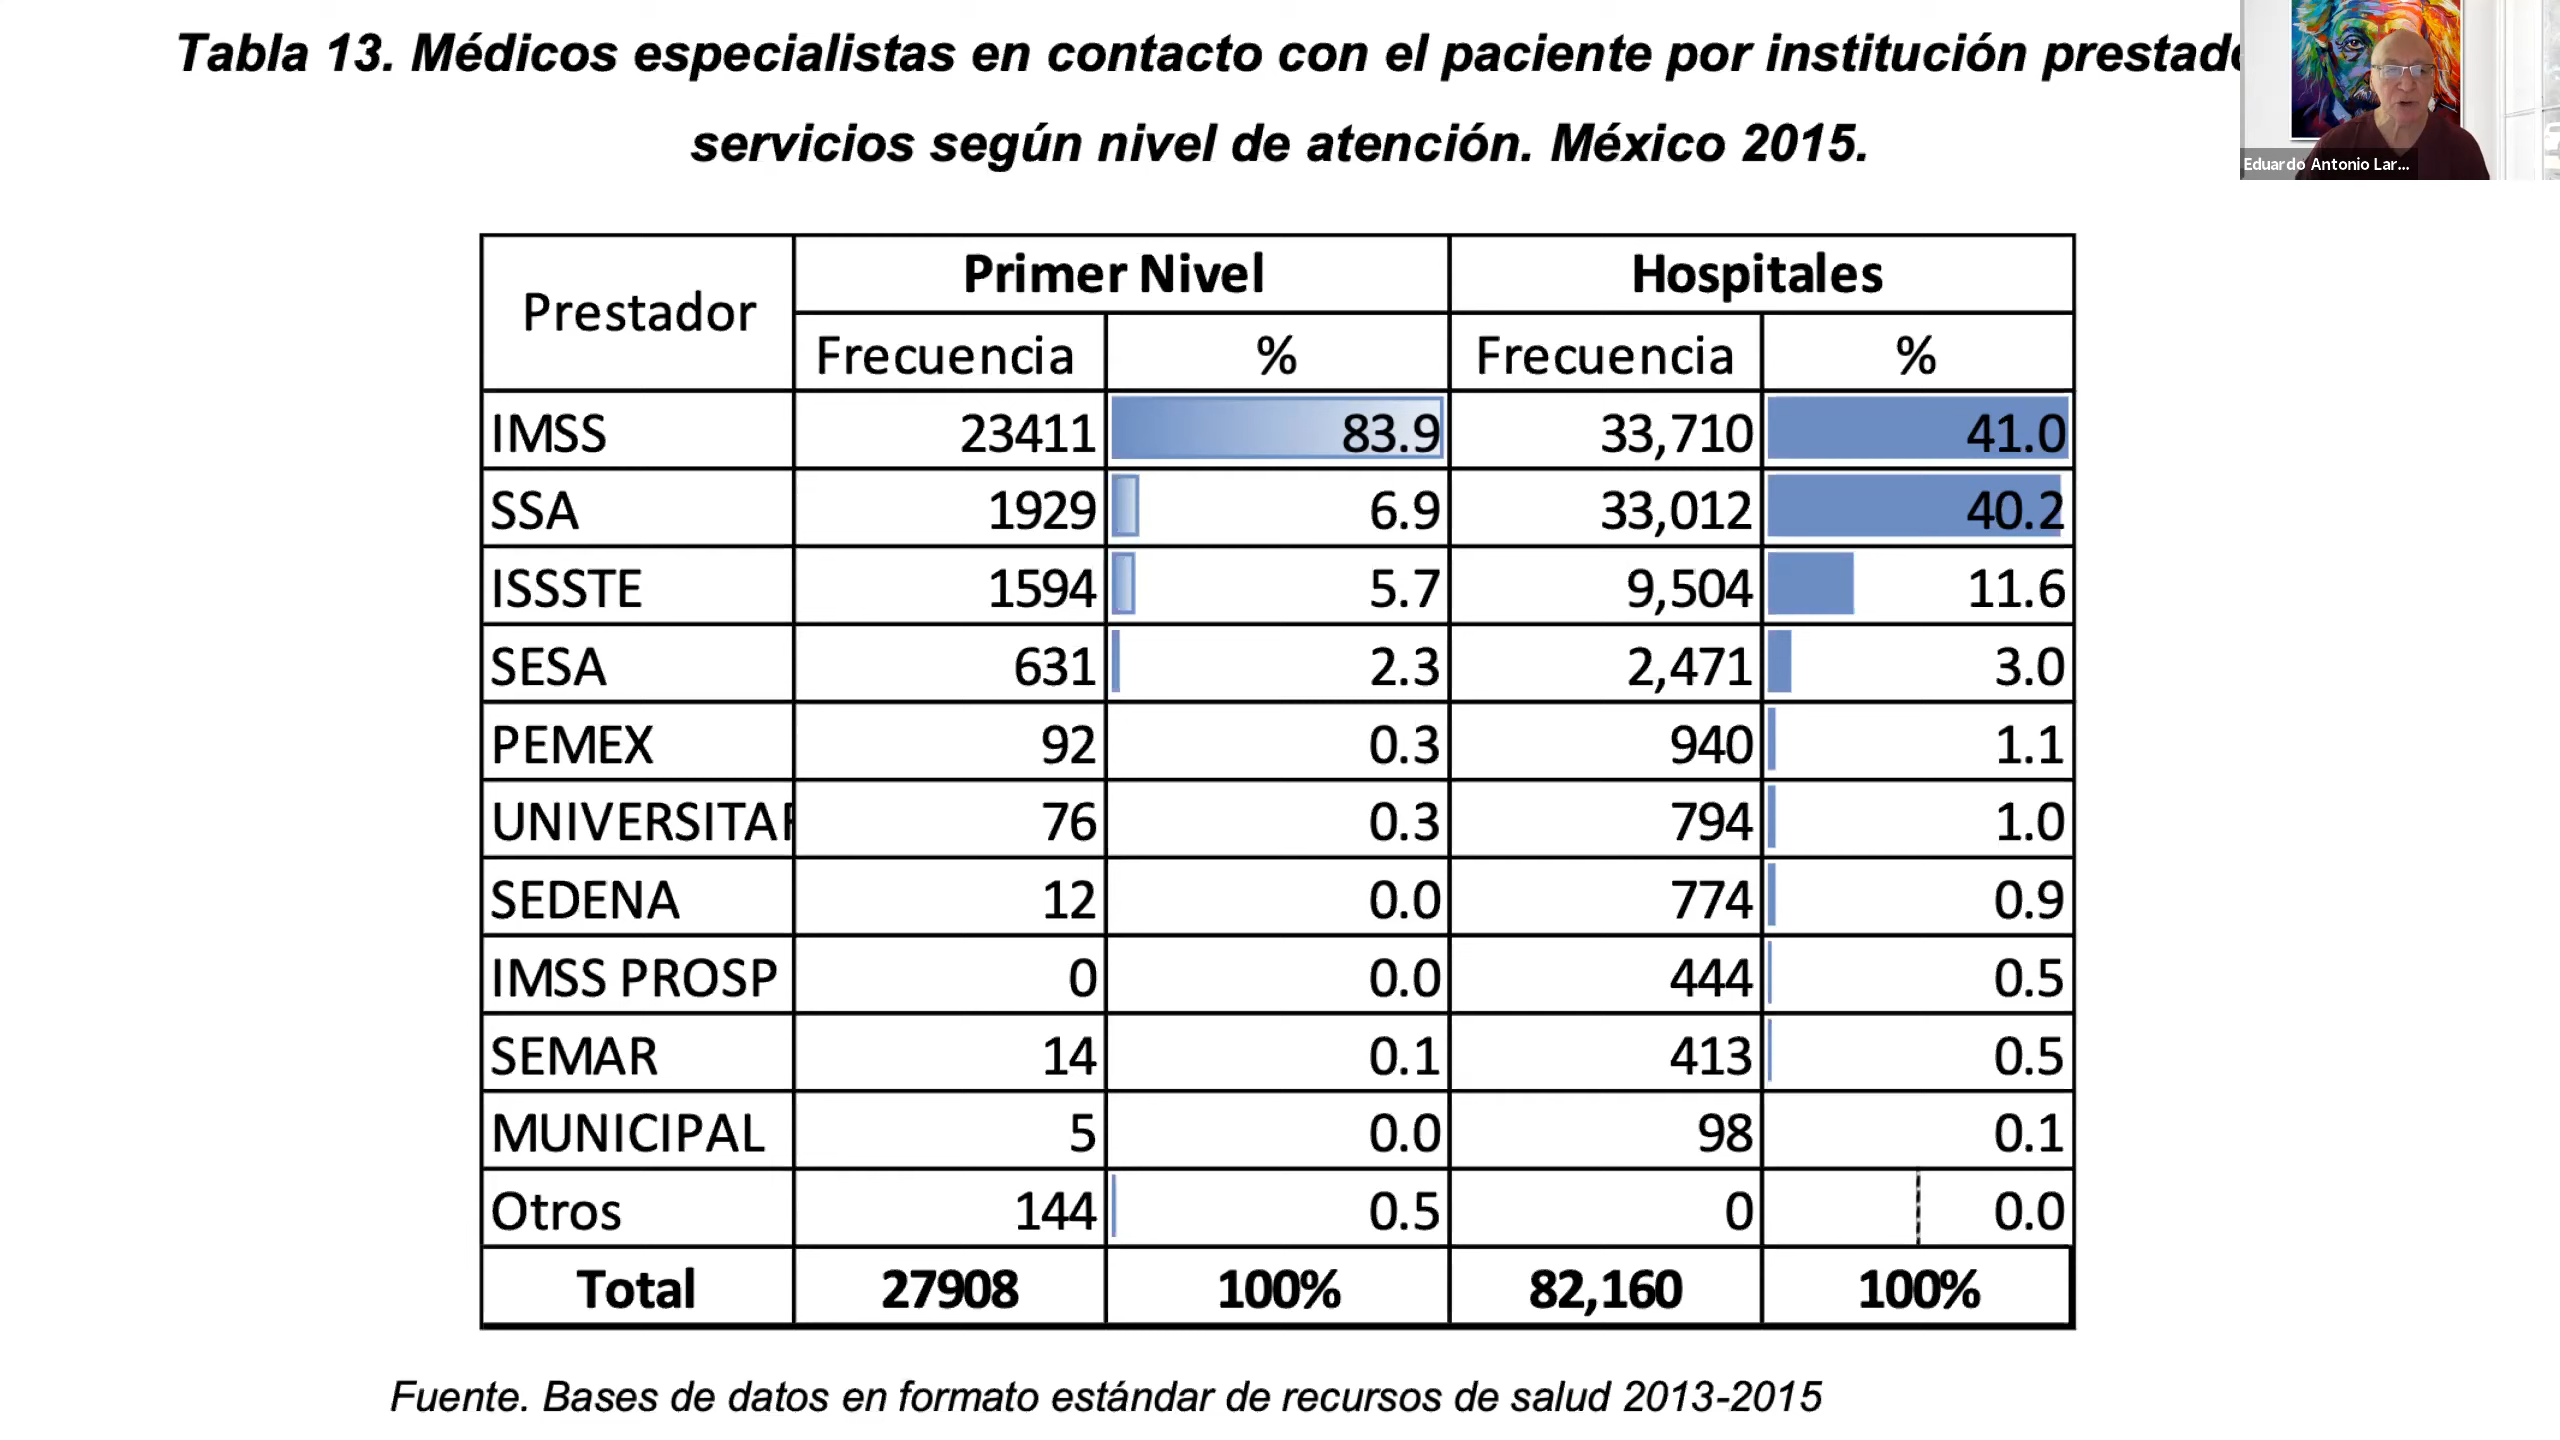 Tabla 13. Médicos especialistas en contacto con el paciente por institución
servicios según nivel de atención. México 2015.
Eduardo Antonio Lar...
Prestador Primer Nivel Hospitales
Frecuencia % Frecuencia %
IMSS 23411 83.9 33,710 41.0
SSA 1929 6.9 33,012 40.2
ISSSTE 1594 5.7 9,504 11.6
SESA 631 2.3 2,471 3.0
PEMEX 92 0.3 940 1.1
76 0.3 794 1.0
SEDENA 12 0.0 774 0.9
IMSS PROSP 0 0.0 444 0.5
SEMAR 14 0.1 413 0.5
MUNICIPAL 5 0.0 98 0.1
Otros 144 0.5 0 0.0
Total 27908 100% 82,160 100%
Fuente. Bases de datos en formato estándar de recursos de salud 2013-2015